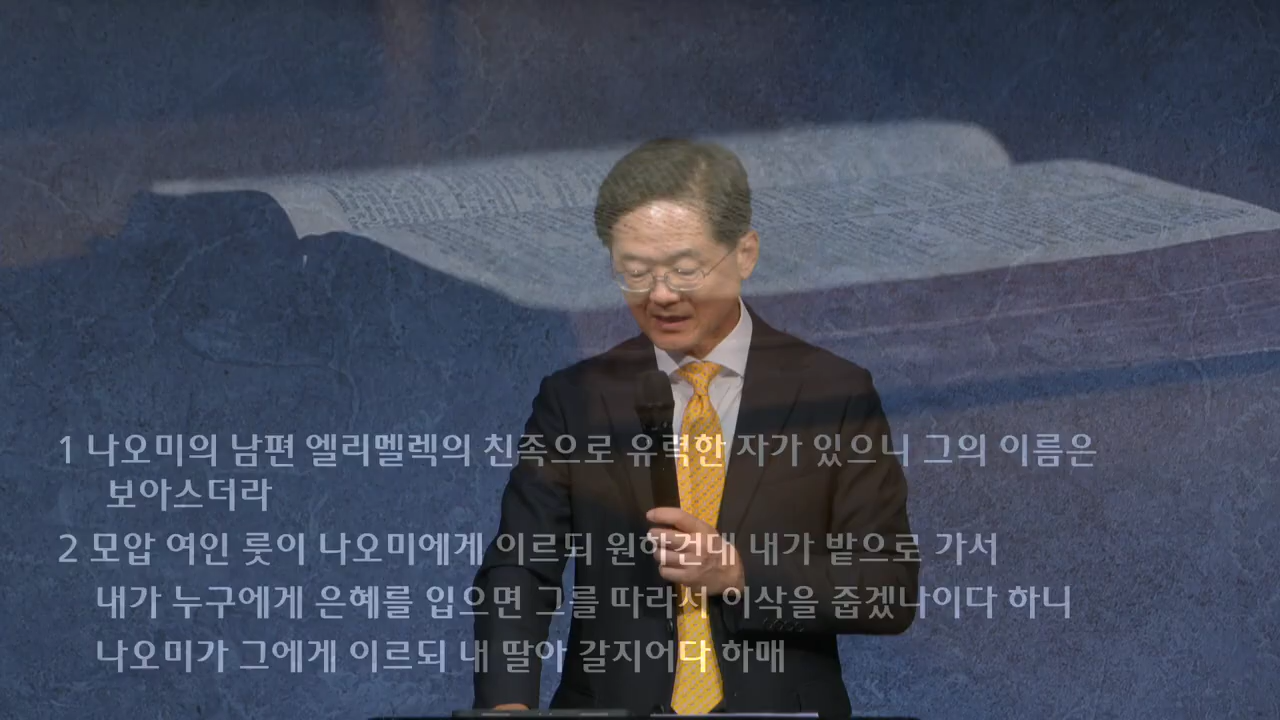 1 나오미의 남편 엘리멜렉의 친족으로 유력한 자가 있으니 그의 이름은
보아스더라
2 모압 여인 룻이 나오미에게 이르되 원하건대 내가 밭으로 가서
내가 누구에게 은혜를 입으면 그를 따라서 이삭을 줍겠나이다 하니
나오미가 그에게 이르되 내 딸아 갈지어다 하매